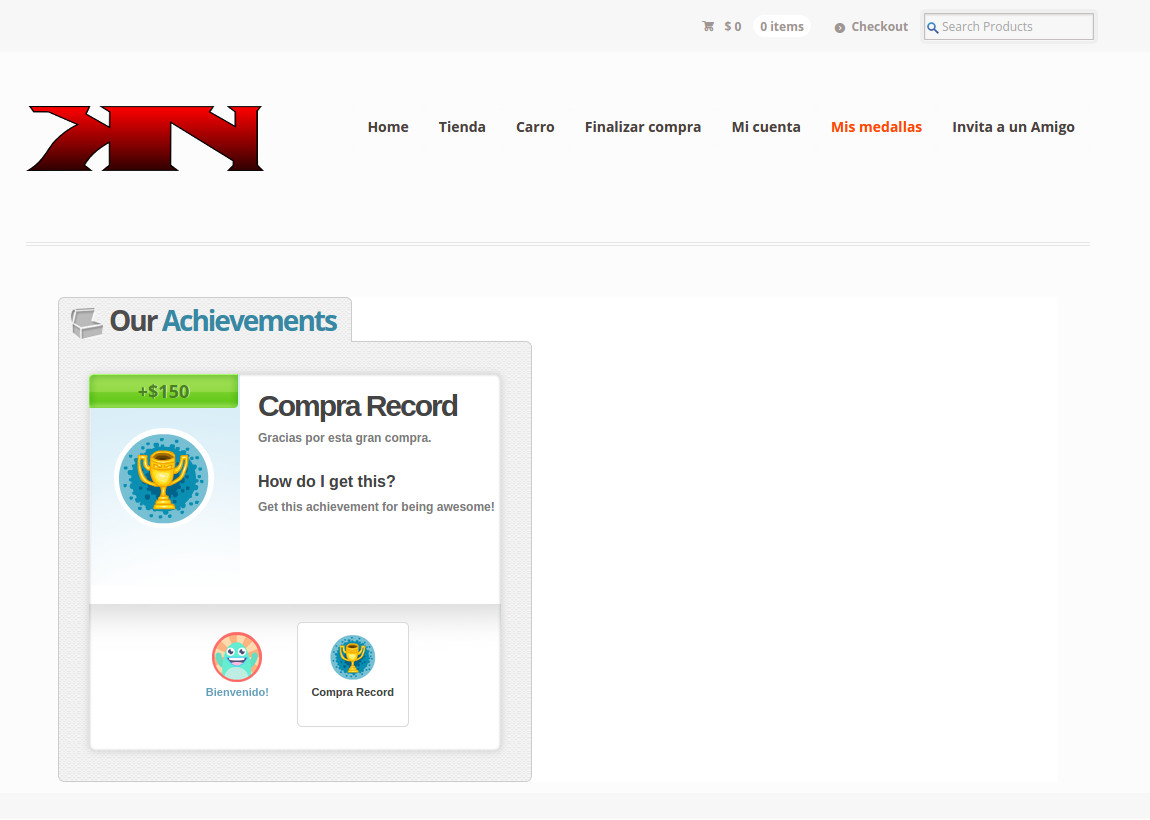 $ 0 0 items Checkout Search Products
KN
Home Tienda Carro Finalizar compra Mi cuenta Mis medallas Invita a un Amigo
Our Achievements
+$150
Compra Record
Gracias por esta gran compra.
How do I get this?
Get this achievement for being awesome!
Bienvenido! Compra Record